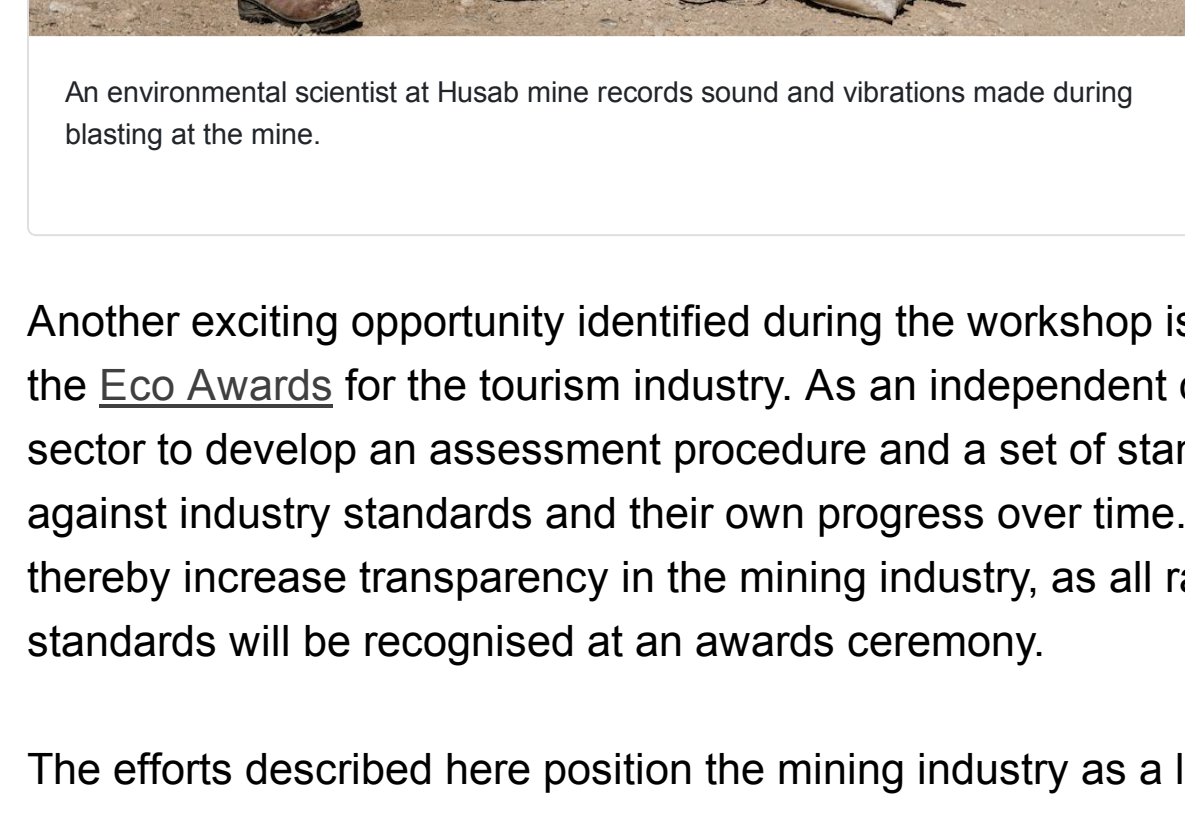 An environmental scientist at Husab mine records sound and vibrations made during
blasting at the mine.
Another exciting opportunity identified during the workshop is
the Eco Awards for the tourism industry. As an independent
sector to develop an assessment procedure and a set of
against industry standards and their own progress over time.
thereby increase transparency in the mining industry, as all
standards will be recognised at an awards ceremony.
The efforts described here position the mining industry as a